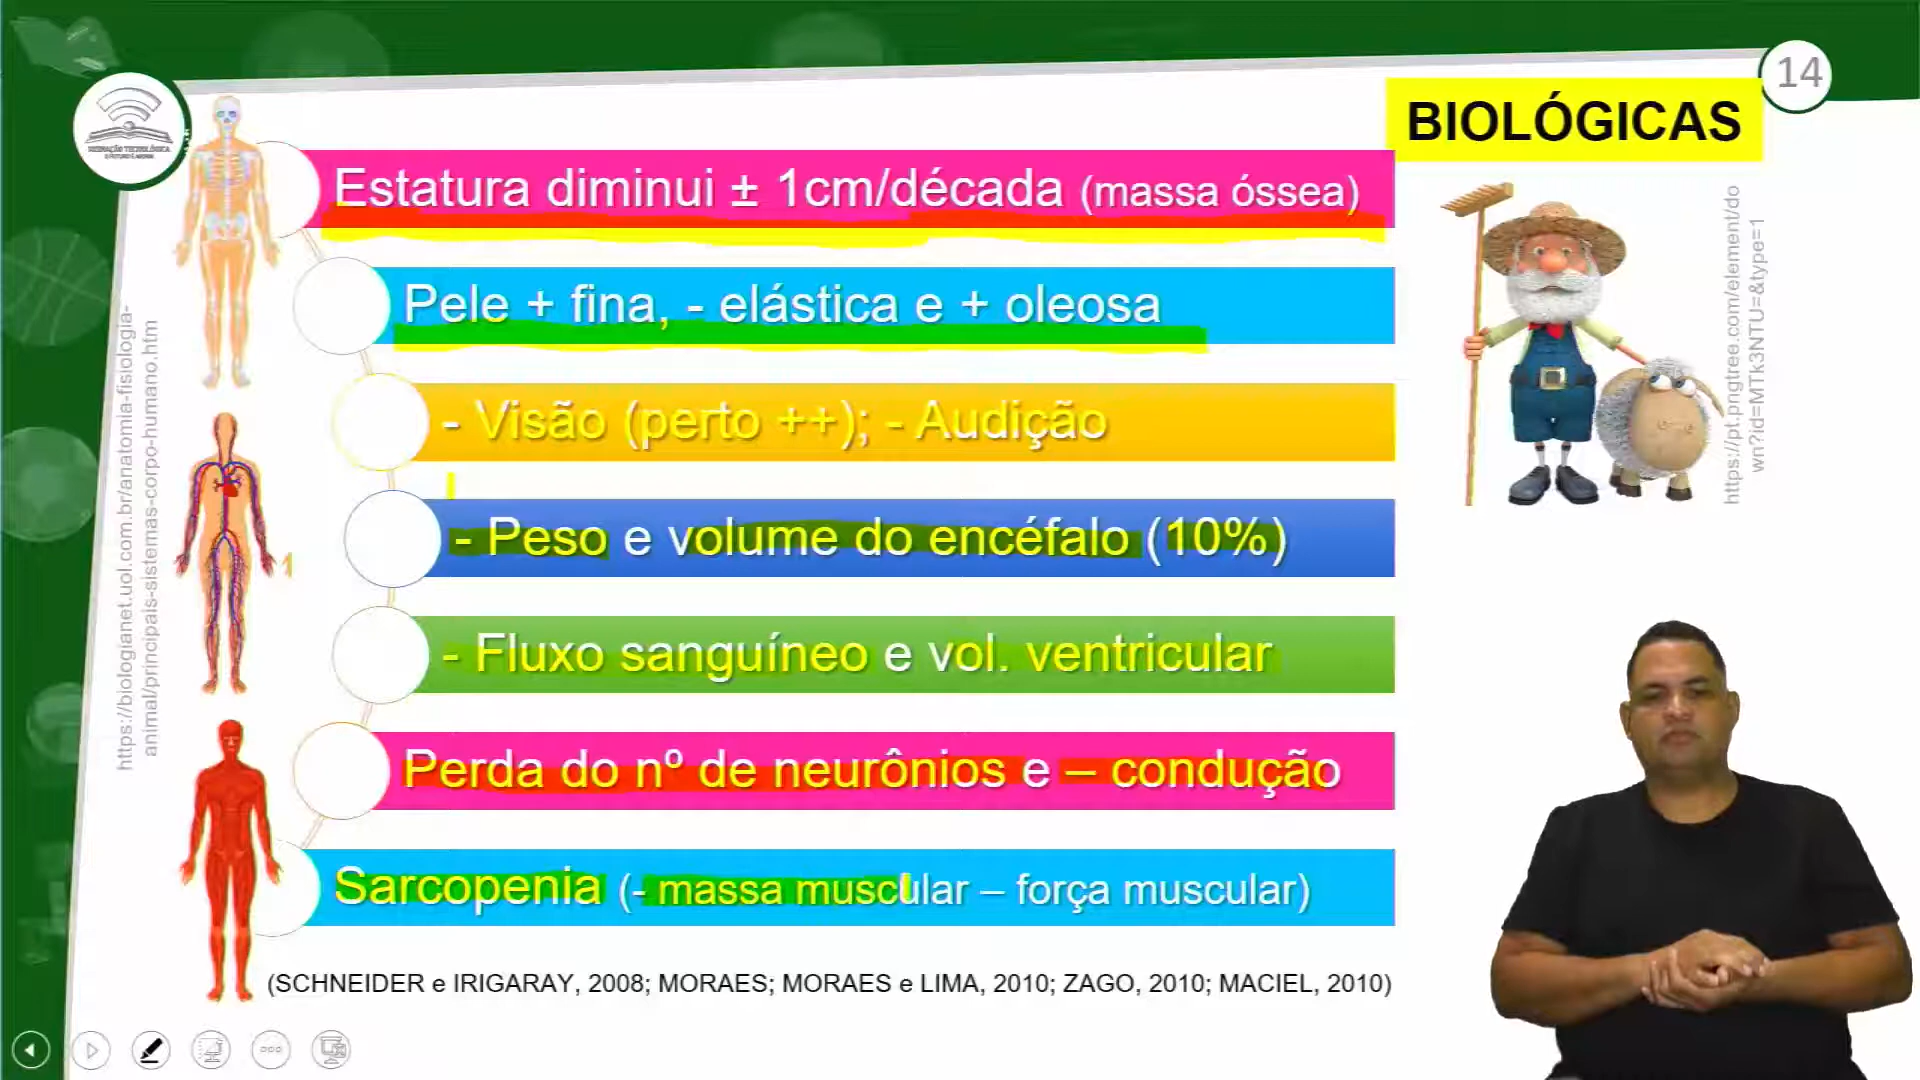 14
BIOLÓGICAS
Estatura diminui ± 1cm/década (massa óssea)
Pele + fina, - elástica e + oleosa
- Visão (perto ++); - Audição
- Peso e volume do encéfalo (10%)
- Fluxo sanguíneo e vol. ventricular
Perda do nº de neurônios e – condução
Sarcopenia (- massa muscular – força muscular)
(SCHNEIDER e IRIGARAY, 2008; MORAES; MORAES e LIMA, 2010; ZAGO, 2010; MACIEL, 2010)
https://biologianet.uol.com.br/anatomia-fisiologia-
animal/principais-sistemas-corpo-humano.htm
https://pt.pngtree.com/element/do
wn?id=MTk3NTU=&type=1
1